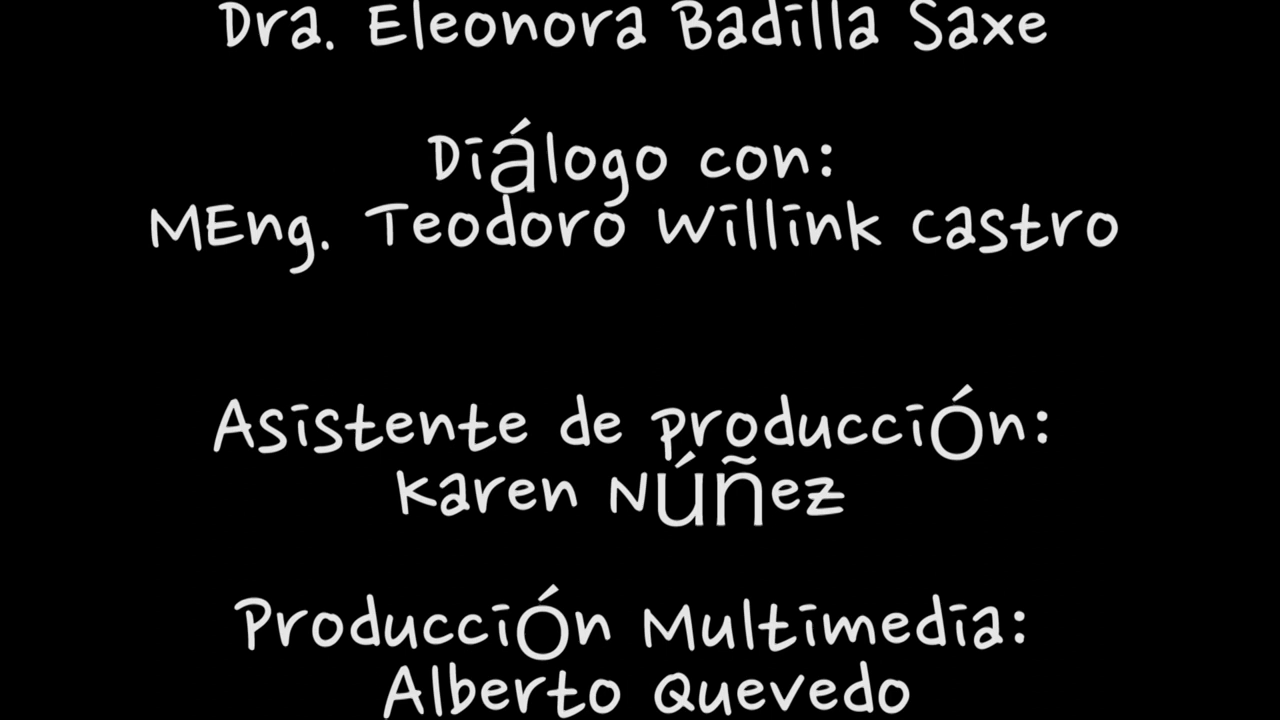 Dra. Eleonora Badilla Saxe
Diálogo con:
MEng. Teodoro Willink Castro
Asistente de producción:
Karen Núñez
Producción Multimedia:
Alberto Quevedo